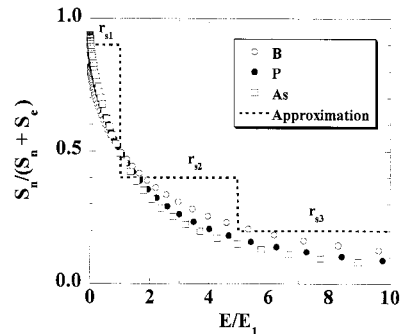 1.0
r_s1
B
P
As
Approximation
S_n/(S_n + S_e)
0.5
r_s2
r_s3
0.0
0 2 4 6 8 10
E/E_1